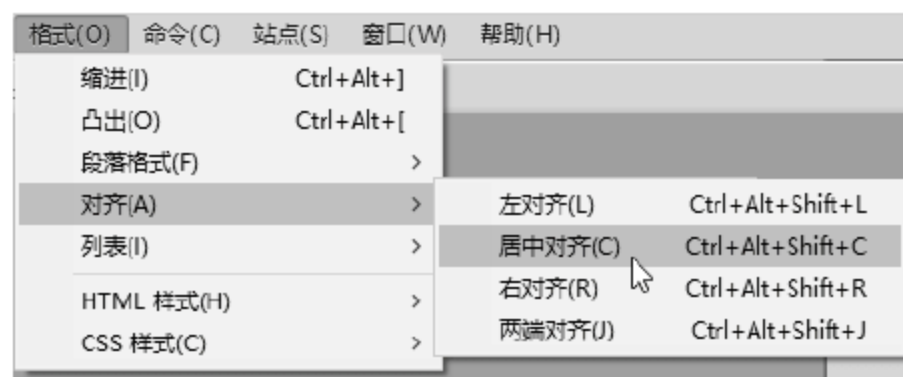 格式(O) 命令(C) 站点(S) 窗口(W) 帮助(H)
缩进(I) Ctrl+Alt+]
凸出(O) Ctrl+Alt+[
段落格式(F) >
对齐(A) >
左对齐(L) Ctrl+Alt+Shift+L
列表(I) >
居中对齐(C) Ctrl+Alt+Shift+C
右对齐(R) Ctrl+Alt+Shift+R
HTML 样式(H) >
两端对齐(J) Ctrl+Alt+Shift+J
CSS 样式(C) >